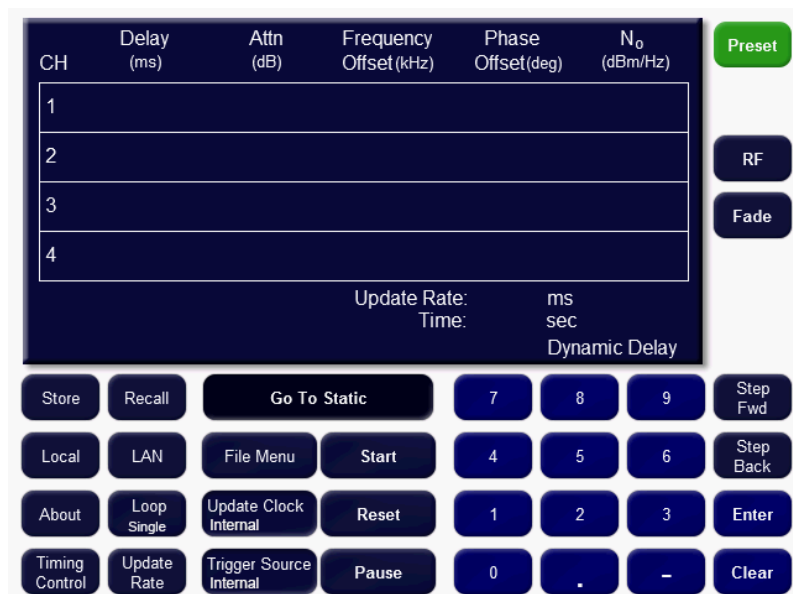 CH Delay (ms) Attn (dB) Frequency Offset (kHz) Phase Offset (deg) N₀ (dBm/Hz)
Preset
1
2
RF
3
Fade
4
Update Rate: ms
Time: sec
Dynamic Delay
Store Recall Go To Static 7 8 9 Step Fwd
Local LAN File Menu Start 4 5 6 Step Back
About Loop Single Update Clock Internal Reset 1 2 3 Enter
Timing Control Update Rate Trigger Source Internal Pause 0 . - Clear